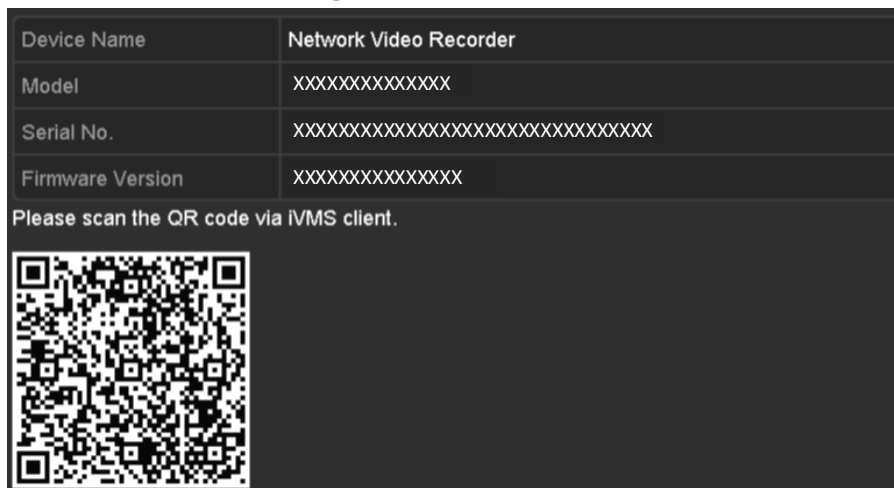 Device Name Network Video Recorder
Model XXXXXXXXXXXXXX
Serial No. XXXXXXXXXXXXXXXXXXXXXXXXXXXXXXXX
Firmware Version XXXXXXXXXXXXXXX
Please scan the QR code via iVMS client.